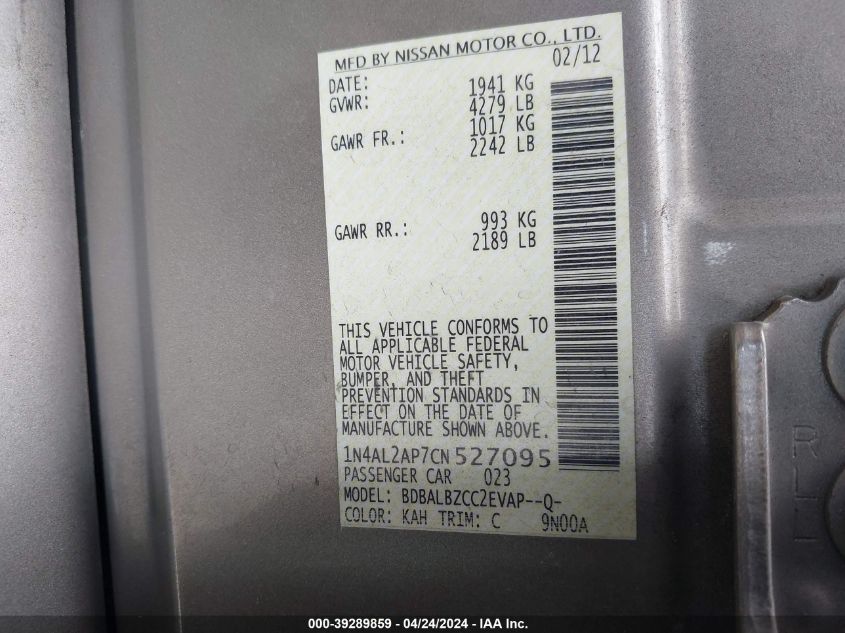 MFD BY NISSAN MOTOR CO., LTD.
02/12
DATE:
GVWR: 1941 KG
4279 LB
GAWR FR.: 1017 KG
2242 LB
GAWR RR.: 993 KG
2189 LB
THIS VEHICLE CONFORMS TO
ALL APPLICABLE FEDERAL
MOTOR VEHICLE SAFETY,
BUMPER, AND THEFT
PREVENTION STANDARDS IN
EFFECT ON THE DATE OF
MANUFACTURE SHOWN ABOVE.
1N4AL2AP7CN527095
PASSENGER CAR 023
MODEL: BDBALBZCC2EVAP--Q-
COLOR: KAH TRIM: C 9N00A
000-39289859 - 04/24/2024 - IAA Inc.